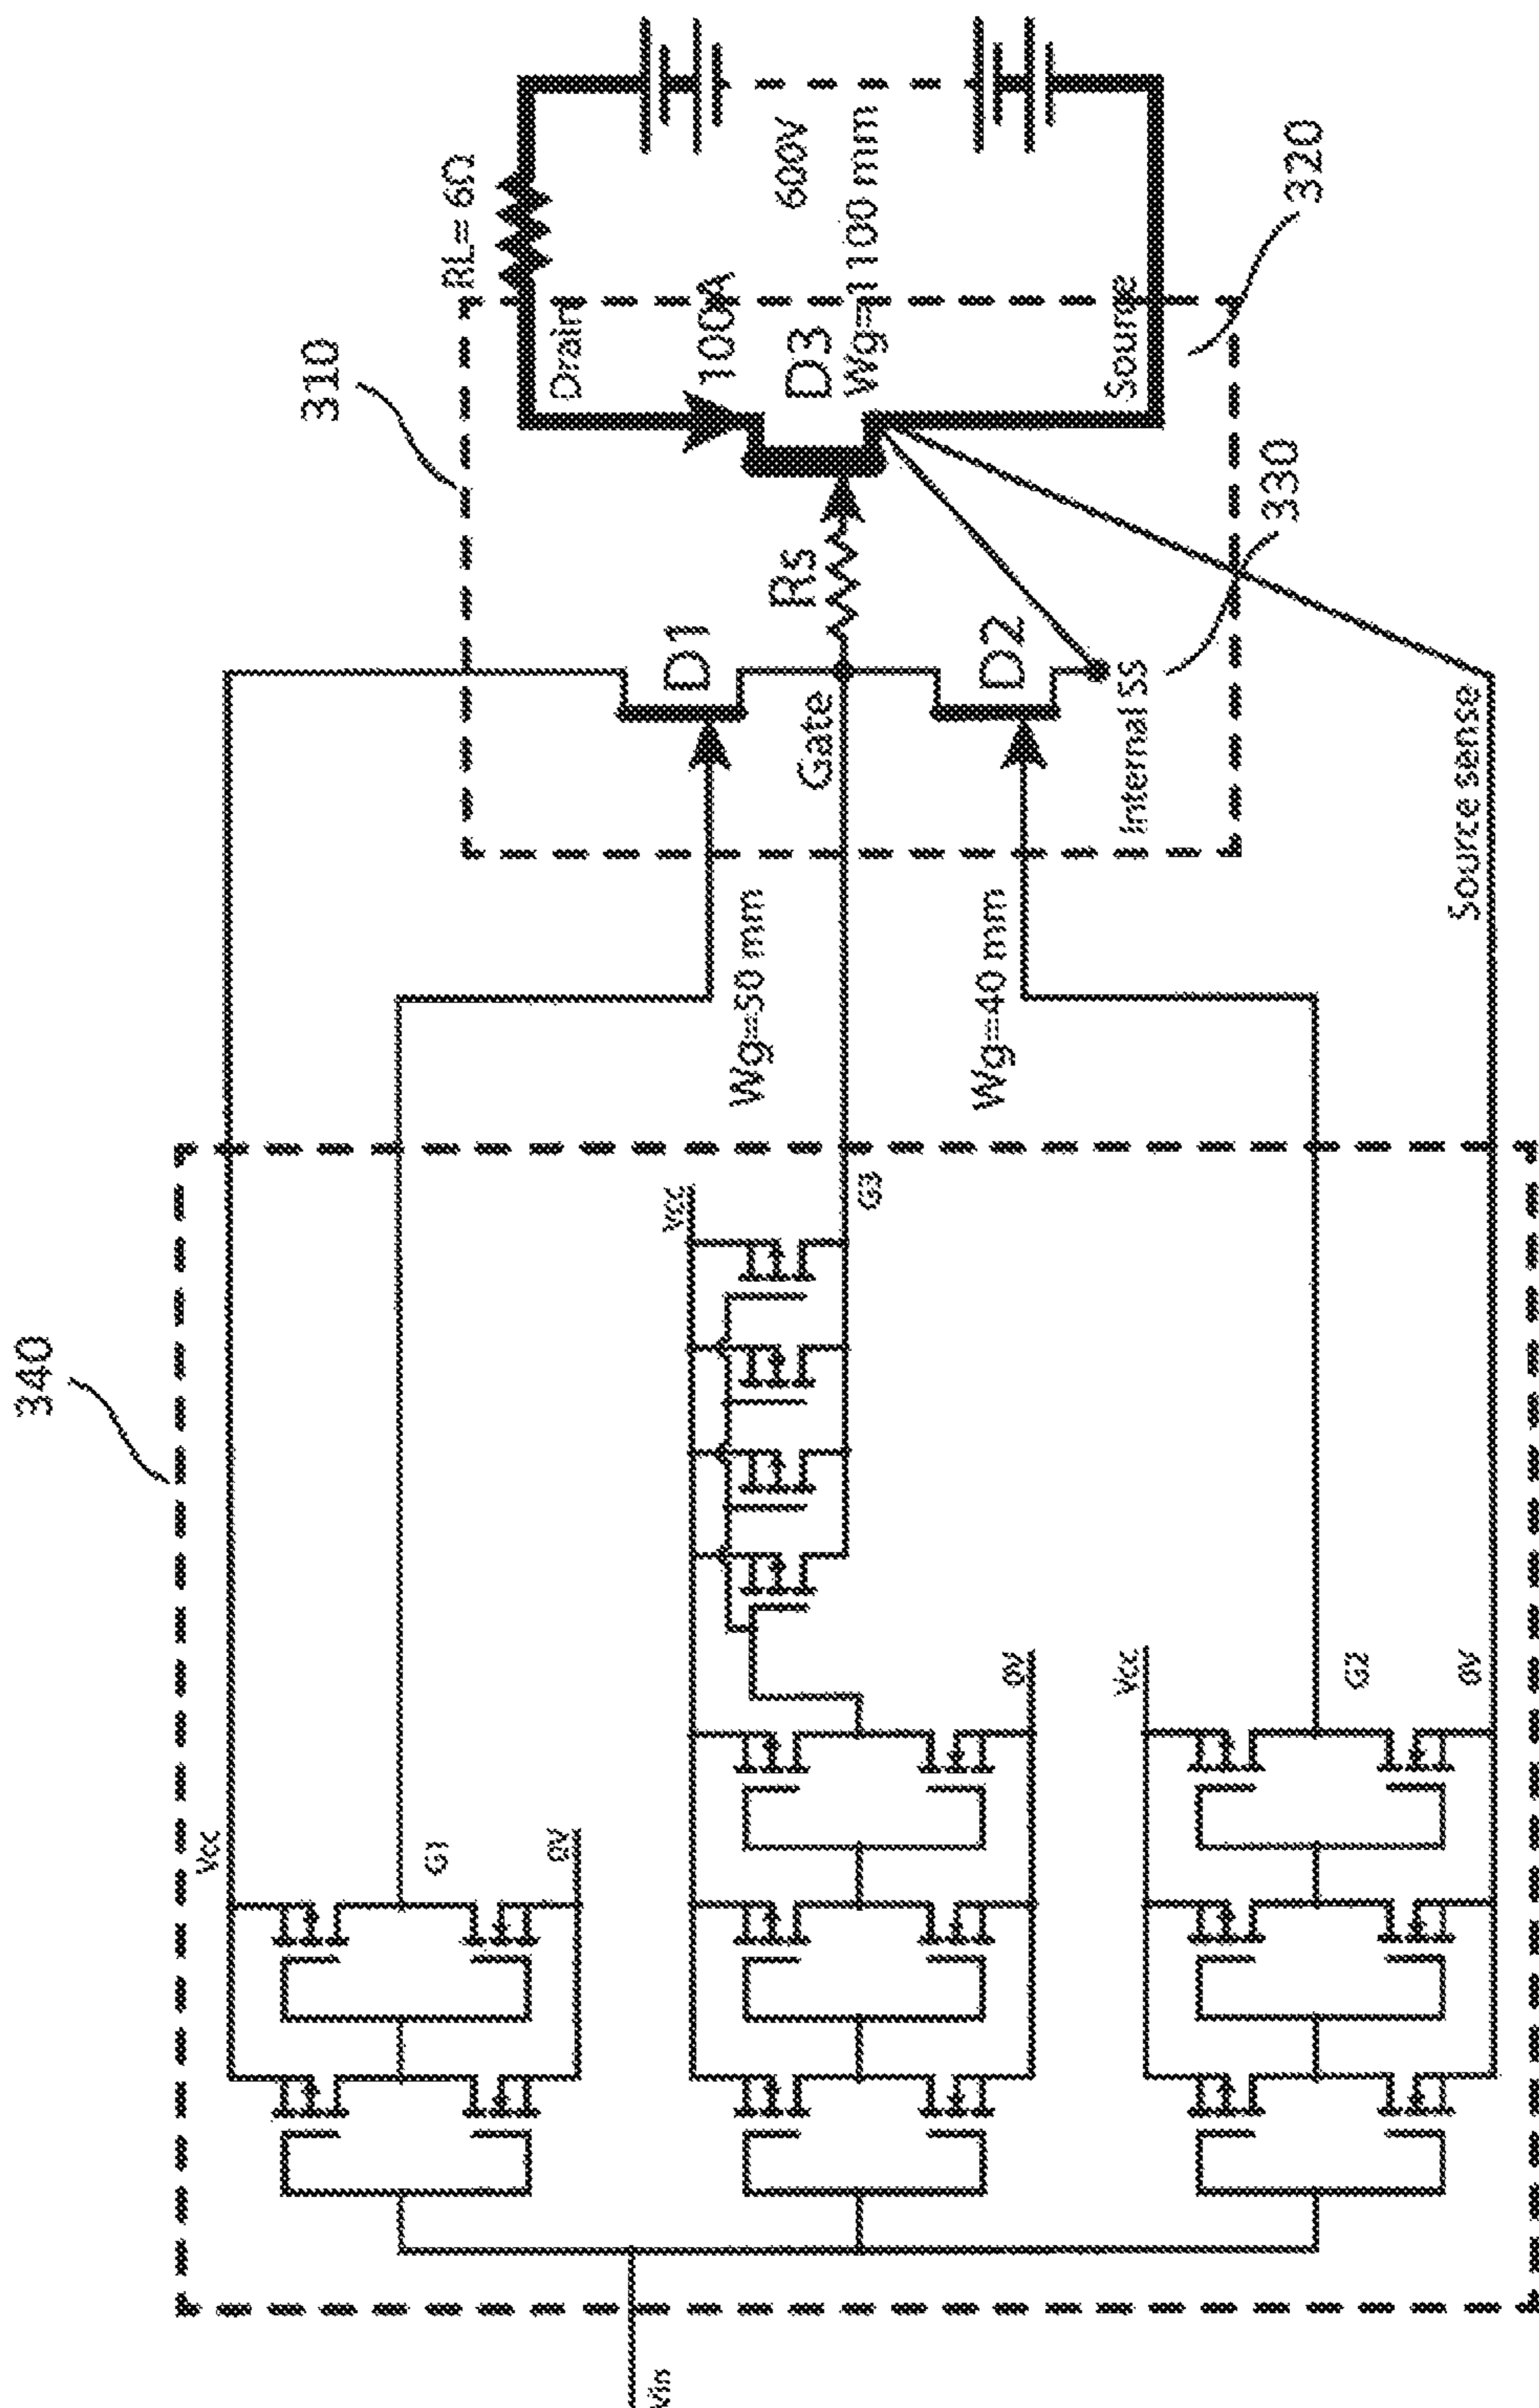 340
Vcc
310
G1
RL= 6Ω
0V
Drain
Vcc
D1
100A
Wg=50 mm
Rs
600V
Gate
D3
Wg=1100 mm
G3
Wg=40 mm
D2
0V
Source
Vcc
Internal SS
330
320
G2
Source sense
0V
Vin